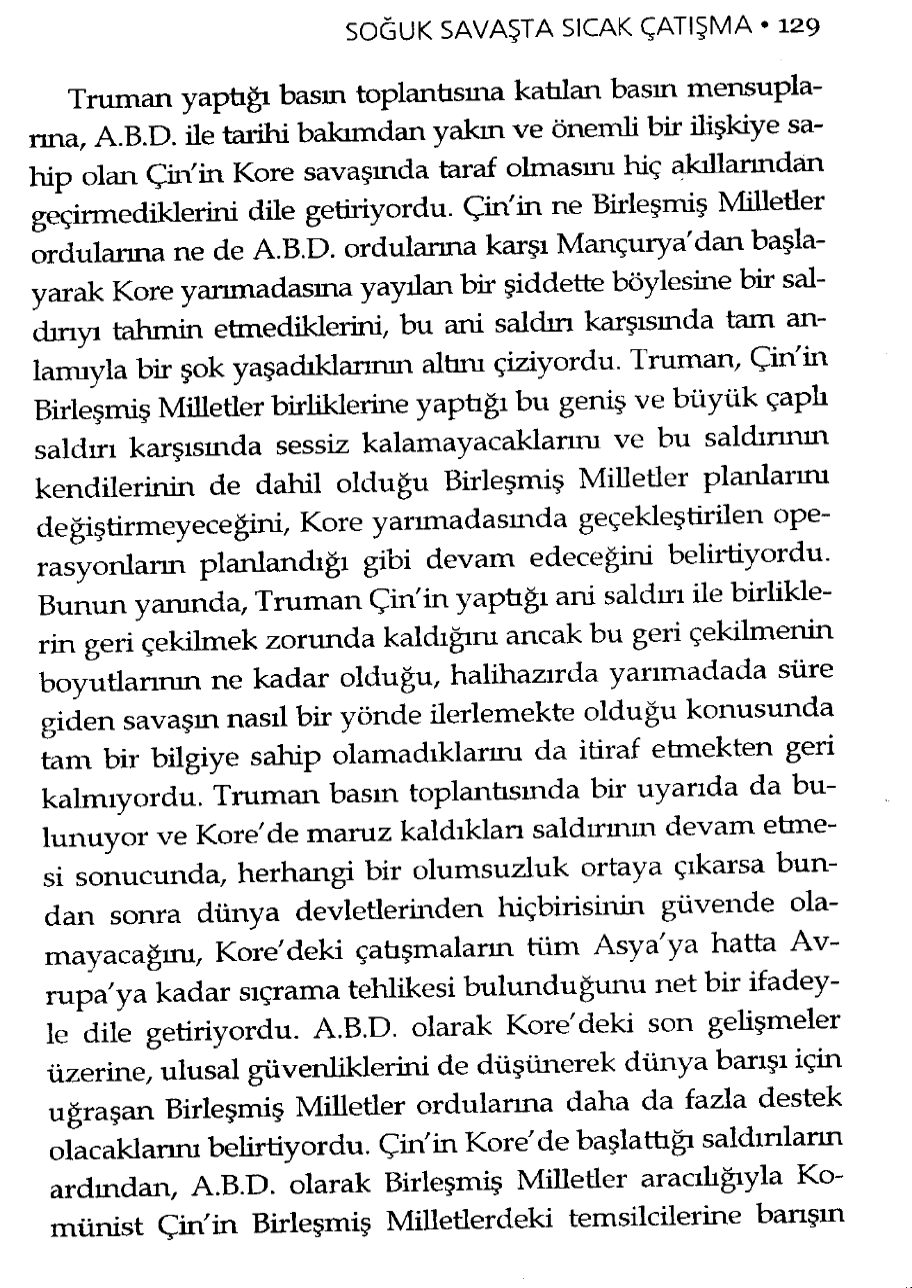 SOĞUK SAVAŞTA SICAK ÇATIŞMA • 129
Truman yaptığı basın toplantısına katılan basın mensupla-
rına, A.B.D. ile tarihi bakımdan yakın ve önemli bir ilişkiye sa-
hip olan Çin'in Kore savaşında taraf olmasını hiç akıllarından
geçirmediklerini dile getiriyordu. Çin'in ne Birleşmiş Milletler
ordularına ne de A.B.D. ordularına karşı Mançurya'dan başla-
yarak Kore yarımadasına yayılan bir şiddette böylesine bir sal-
dırıyı tahmin etmediklerini, bu ani saldırı karşısında tam an-
lamıyla bir şok yaşadıklarının altını çiziyordu. Truman, Çin'in
Birleşmiş Milletler birliklerine yaptığı bu geniş ve büyük çaplı
saldırı karşısında sessiz kalamayacaklarını ve bu saldırının
kendilerinin de dahil olduğu Birleşmiş Milletler planlarını
değiştirmeyeceğini, Kore yarımadasında geçekleştirilen ope-
rasyonların planlandığı gibi devam edeceğini belirtiyordu.
Bunun yanında, Truman Çin'in yaptığı ani saldırı ile birlikle-
rin geri çekilmek zorunda kaldığını ancak bu geri çekilmenin
boyutlarının ne kadar olduğu, halihazırda yarımadada süre
giden savaşın nasıl bir yönde ilerlemekte olduğu konusunda
tam bir bilgiye sahip olamadıklarını da itiraf etmekten geri
kalmıyordu. Truman basın toplantısında bir uyarıda da bu-
lunuyor ve Kore'de maruz kaldıkları saldırının devam etme-
si sonucunda, herhangi bir olumsuzluk ortaya çıkarsa bun-
dan sonra dünya devletlerinden hiçbirisinin güvende ola-
mayacağını, Kore'deki çatışmaların tüm Asya'ya hatta Av-
rupa'ya kadar sıçrama tehlikesi bulunduğunu net bir ifadey-
le dile getiriyordu. A.B.D. olarak Kore'deki son gelişmeler
üzerine, ulusal güvenliklerini de düşünerek dünya barışı için
uğraşan Birleşmiş Milletler ordularına daha da fazla destek
olacaklarını belirtiyordu. Çin'in Kore'de başlattığı saldırıların
ardından, A.B.D. olarak Birleşmiş Milletler aracılığıyla Ko-
münist Çin'in Birleşmiş Milletlerdeki temsilcilerine barışın